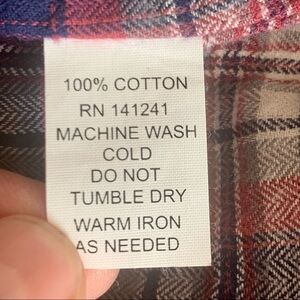 100% COTTON
RN 141241
MACHINE WASH
COLD
DO NOT
TUMBLE DRY
WARM IRON
AS NEEDED